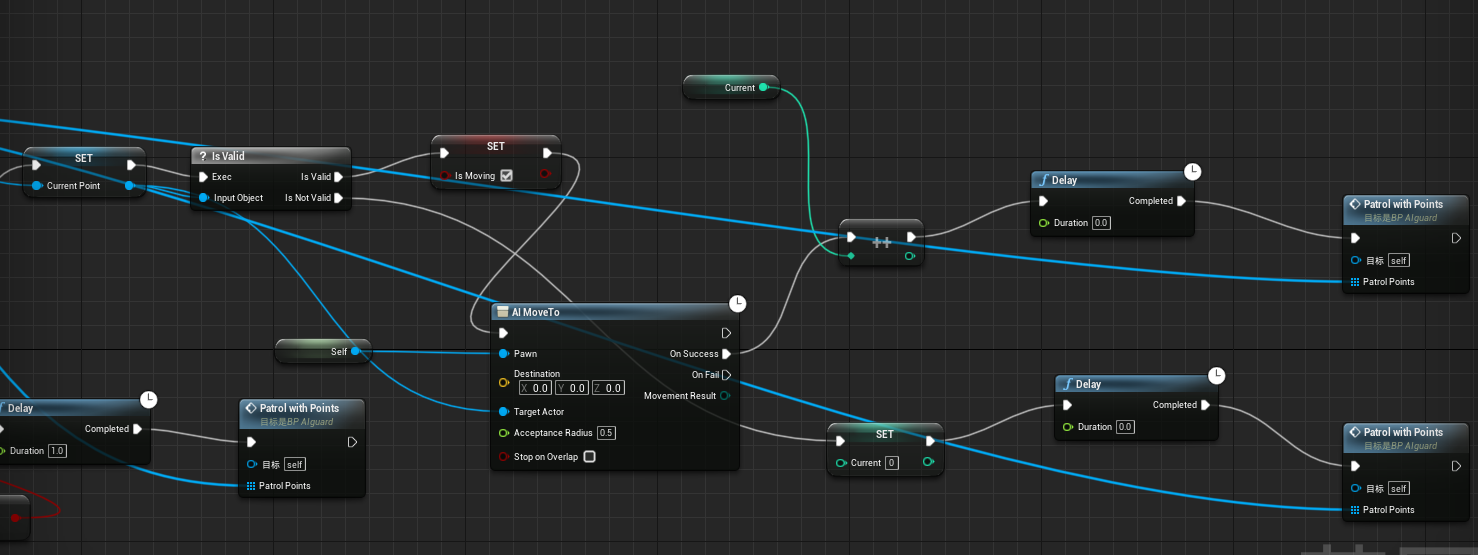 Current
SET
Current Point
? Is Valid
Exec
Is Valid
Input Object
Is Not Valid
SET
Is Moving
++
f Delay
Completed
Duration 0.0
Patrol with Points
目标是BP AIguard
目标 self
Patrol Points
Self
AI MoveTo
Pawn
On Success
Destination
X 0.0 Y 0.0 Z 0.0
On Fail
Movement Result
Target Actor
Acceptance Radius 0.5
Stop on Overlap
f Delay
Completed
Duration 1.0
Patrol with Points
目标是BP AIguard
目标 self
Patrol Points
SET
Current 0
f Delay
Completed
Duration 0.0
Patrol with Points
目标是BP AIguard
目标 self
Patrol Points